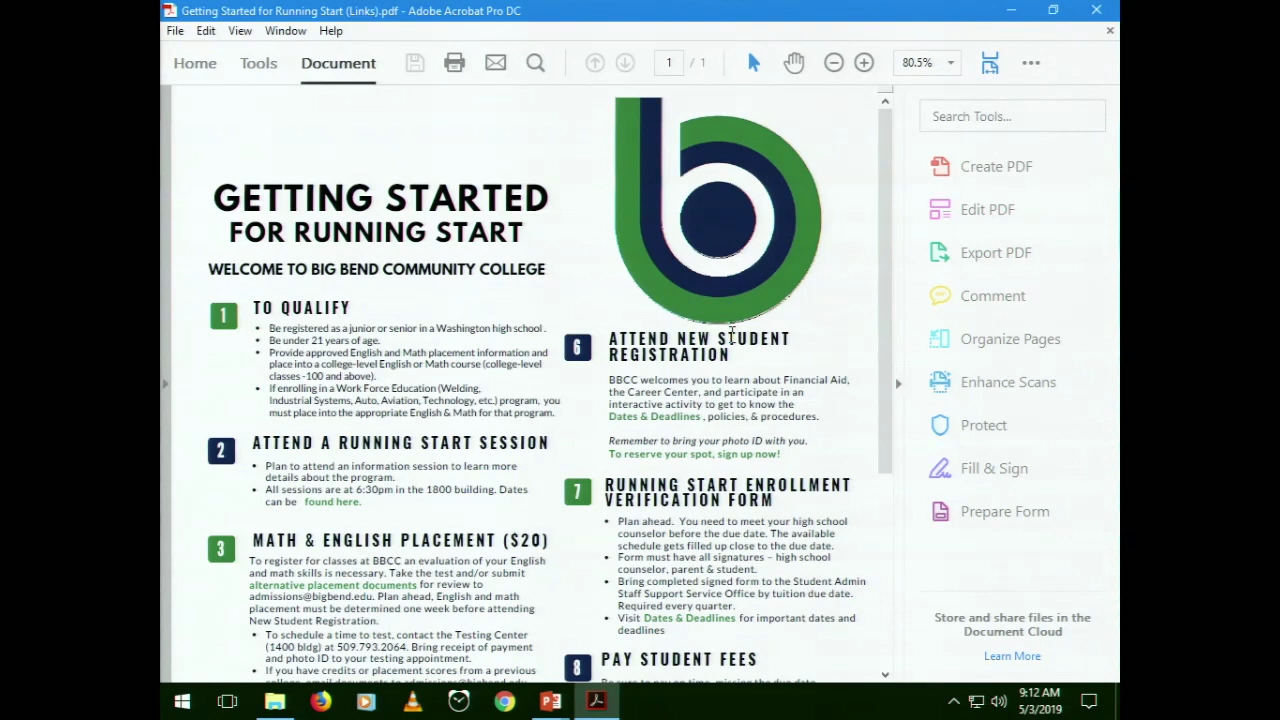 Getting Started for Running Start (Links).pdf - Adobe Acrobat Pro DC
File Edit View Window Help
Home Tools Document
1 / 1
80.5%
GETTING STARTED
FOR RUNNING START
WELCOME TO BIG BEND COMMUNITY COLLEGE
1 TO QUALIFY
• Be registered as a junior or senior in a Washington high school .
• Be under 21 years of age.
• Provide approved English and Math placement information and
place into a college-level English or Math course (college-level
classes -100 and above).
• If enrolling in a Work Force Education (Welding,
Industrial Systems, Auto, Aviation, Technology, etc.) program, you
must place into the appropriate English & Math for that program.
2 ATTEND A RUNNING START SESSION
• Plan to attend an information session to learn more
details about the program.
• All sessions are at 6:30pm in the 1800 building. Dates
can be found here.
3 MATH & ENGLISH PLACEMENT ($20)
To register for classes at BBCC an evaluation of your English
and math skills is necessary. Take the test and/or submit
alternative placement documents for review to
admissions@bigbend.edu. Plan ahead, English and math
placement must be determined one week before attending
New Student Registration.
• To schedule a time to test, contact the Testing Center
(1400 bldg) at 509.793.2064. Bring receipt of payment
and photo ID to your testing appointment.
• If you have credits or placement scores from a previous
college, email documents to admissions@bigbend.edu
6 ATTEND NEW STUDENT
REGISTRATION
BBCC welcomes you to learn about Financial Aid,
the Career Center, and participate in an
interactive activity to get to know the
Dates & Deadlines , policies, & procedures.
Remember to bring your photo ID with you.
To reserve your spot, sign up now!
7 RUNNING START ENROLLMENT
VERIFICATION FORM
• Plan ahead. You need to meet your high school
counselor before the due date. The available
schedule gets filled up close to the due date.
• Form must have all signatures – high school
counselor, parent & student.
• Bring completed signed form to the Student Admin
Staff Support Service Office by tuition due date.
Required every quarter.
• Visit Dates & Deadlines for important dates and
deadlines
8 PAY STUDENT FEES
Be sure to pay on time, missing the due date
Search Tools...
Create PDF
Edit PDF
Export PDF
Comment
Organize Pages
Enhance Scans
Protect
Fill & Sign
Prepare Form
Store and share files in the
Document Cloud
Learn More
9:12 AM
5/3/2019